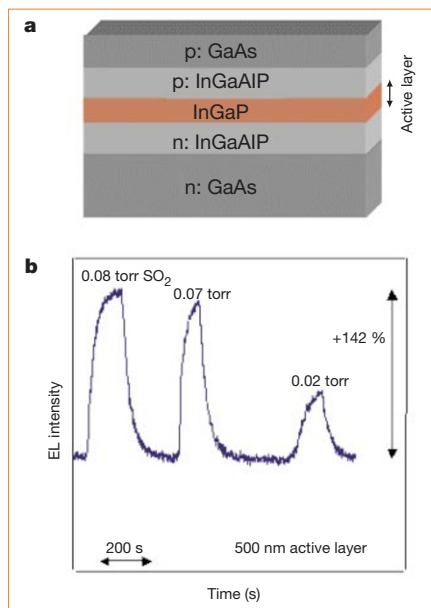 a
p: GaAs
p: InGaAlP
InGaP
n: InGaAlP
n: GaAs
Active layer
b
0.08 torr SO₂
0.07 torr
0.02 torr
+142 %
EL intensity
200 s
500 nm active layer
Time (s)